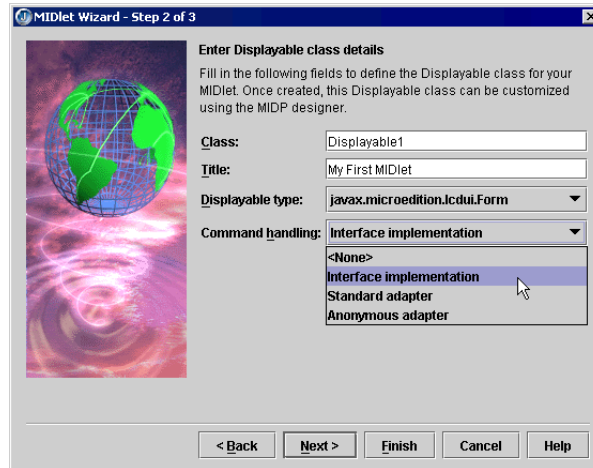 MIDlet Wizard - Step 2 of 3
Enter Displayable class details
Fill in the following fields to define the Displayable class for your
MIDlet. Once created, this Displayable class can be customized
using the MIDP designer.
Class: Displayable1
Title: My First MIDlet
Displayable type: javax.microedition.lcdui.Form
Command handling: Interface implementation
<None>
Interface implementation
Standard adapter
Anonymous adapter
< Back Next > Finish Cancel Help